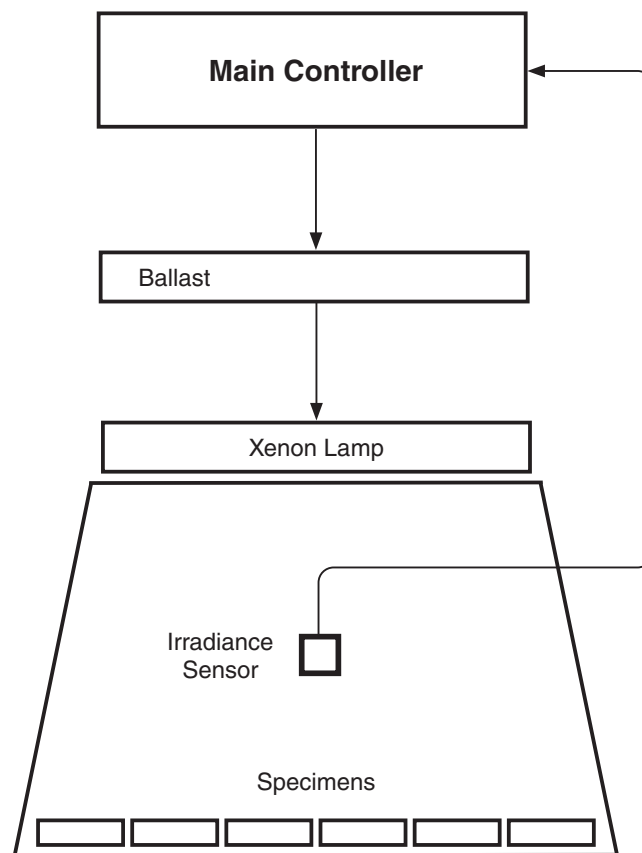 Main Controller
Ballast
Xenon Lamp
Irradiance
Sensor
Specimens